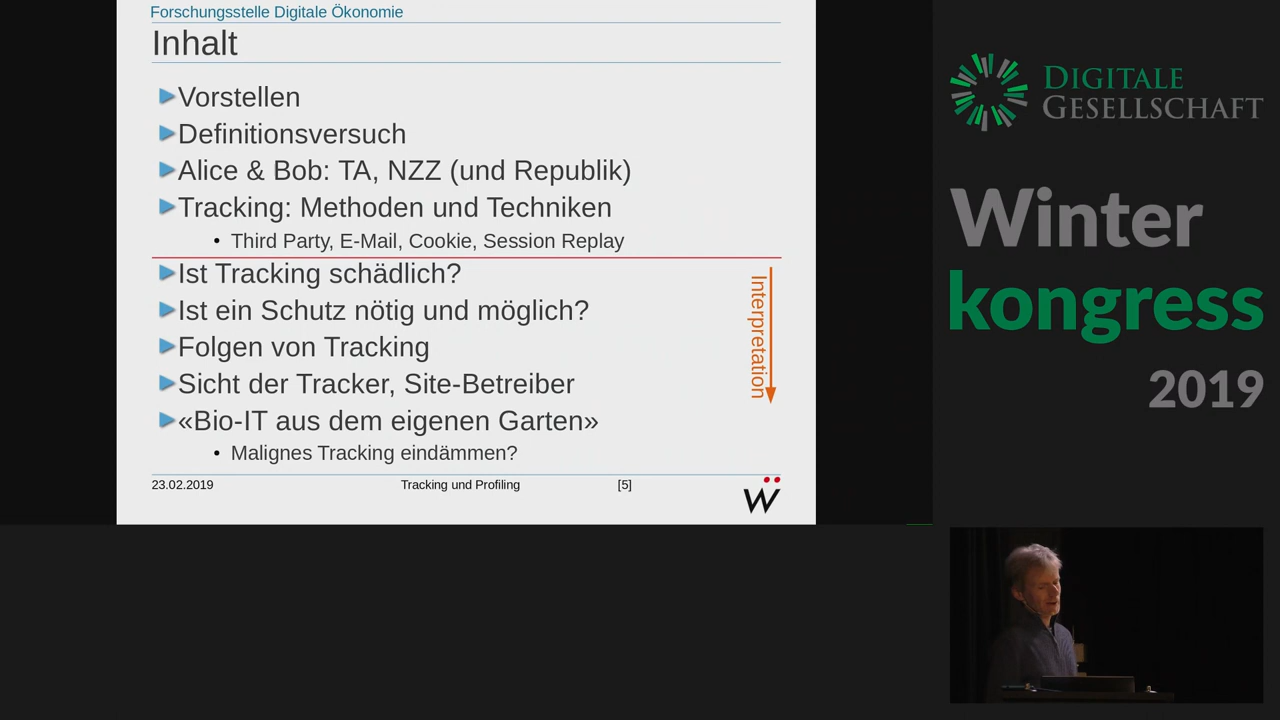 Forschungsstelle Digitale Ökonomie
Inhalt
Vorstellen
Definitionsversuch
Alice & Bob: TA, NZZ (und Republik)
Tracking: Methoden und Techniken
• Third Party, E-Mail, Cookie, Session Replay
Ist Tracking schädlich?
Ist ein Schutz nötig und möglich?
Folgen von Tracking
Sicht der Tracker, Site-Betreiber
«Bio-IT aus dem eigenen Garten»
• Malignes Tracking eindämmen?
Interpretation
23.02.2019 Tracking und Profiling [5]
Ẅ
DIGITALE
GESELLSCHAFT
Winter
kongress
2019